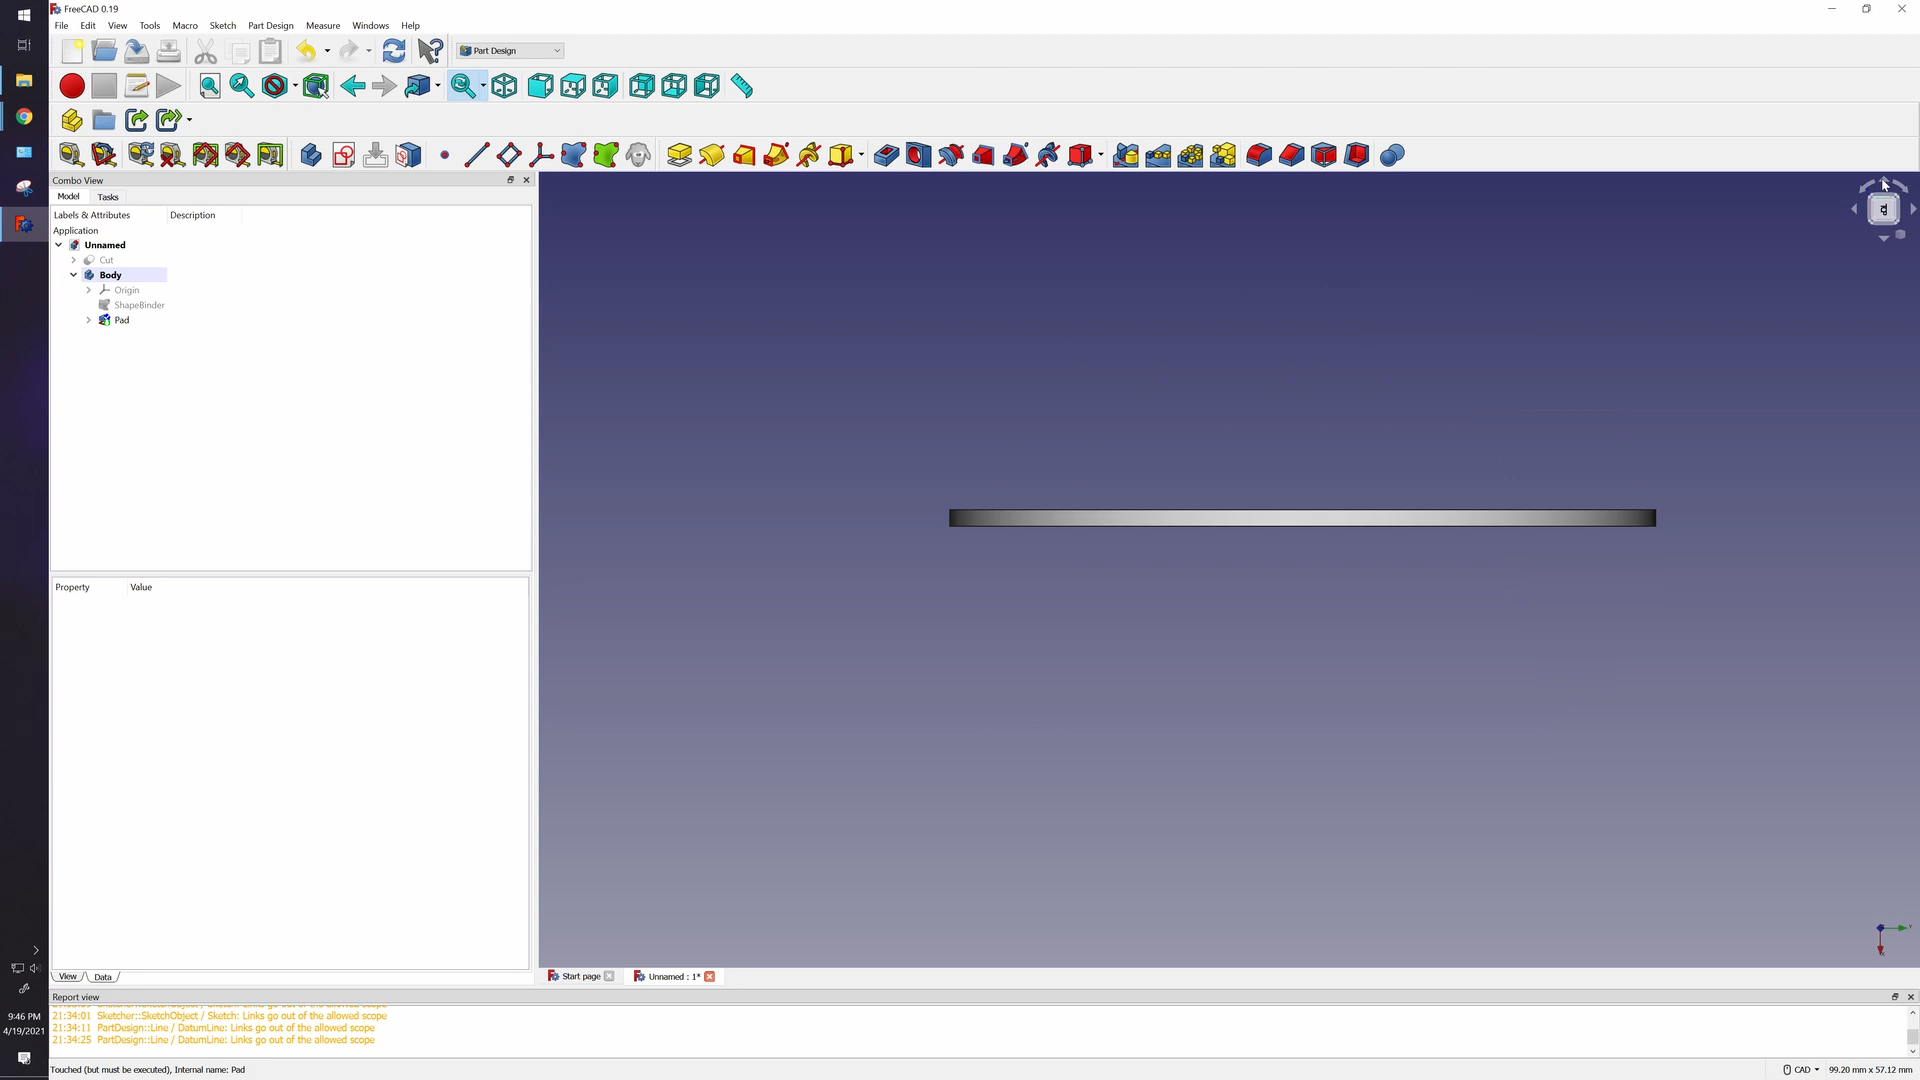 FreeCAD 0.19
File Edit View Tools Macro Sketch Part Design Measure Windows Help
Part Design
Combo View
Model Tasks
Labels & Attributes Description
Application
Unnamed
Cut
Body
Origin
ShapeBinder
Pad
Property Value
View Data
Start page
Unnamed : 1*
Report view
21:34:01 Sketcher::SketchObject / Sketch: Links go out of the allowed scope
21:34:11 PartDesign::Line / DatumLine: Links go out of the allowed scope
21:34:25 PartDesign::Line / DatumLine: Links go out of the allowed scope
9:46 PM
4/19/2021
Touched (but must be executed), Internal name: Pad
CAD
99.20 mm x 57.12 mm